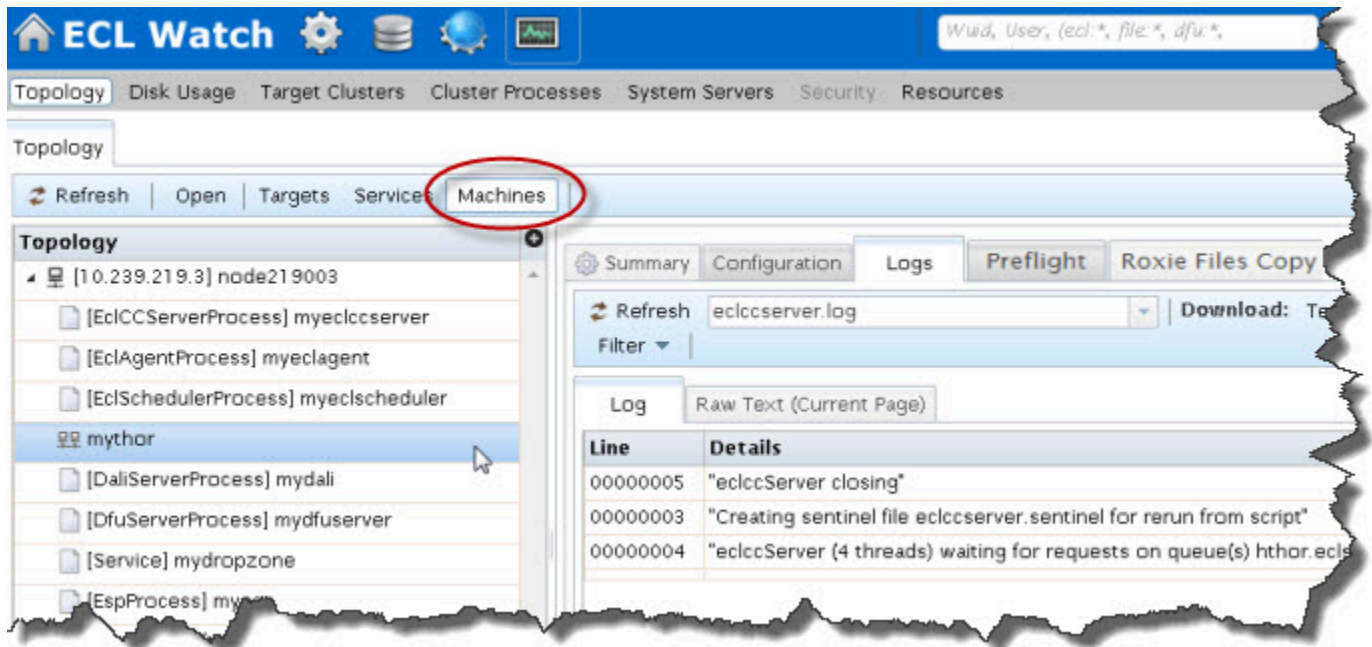 ECL Watch
Wuid, User, (ecl:*, file:*, dfu:*,
Topology Disk Usage Target Clusters Cluster Processes System Servers Security Resources
Topology
Refresh Open Targets Services Machines
Topology
[10.239.219.3] node219003
[EclCCServerProcess] myeclccserver
[EclAgentProcess] myeclagent
[EclSchedulerProcess] myeclscheduler
mythor
[DaliServerProcess] mydali
[DfuServerProcess] mydfuserver
[Service] mydropzone
[EspProcess]
Summary Configuration Logs Preflight Roxie Files Copy
Refresh eclccserver.log Download:
Filter
Log Raw Text (Current Page)
Line Details
00000005 "eclccServer closing"
00000003 "Creating sentinel file eclccserver.sentinel for rerun from script"
00000004 "eclccServer (4 threads) waiting for requests on queue(s) hthor.ecls